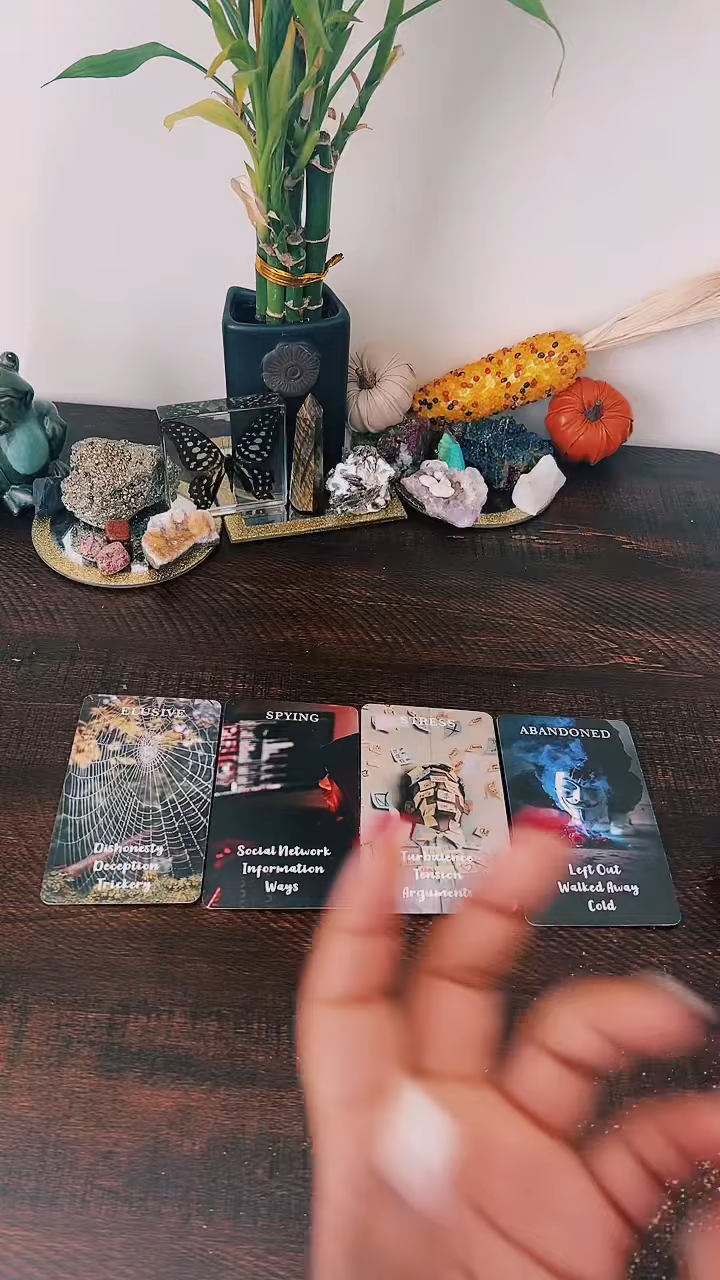 ELUSIVE
Dishonesty
Deception
Trickery
SPYING
Social Network
Information
Ways
STRESS
Turbulence
Tension
Arguments
ABANDONED
Left Out
Walked Away
Cold